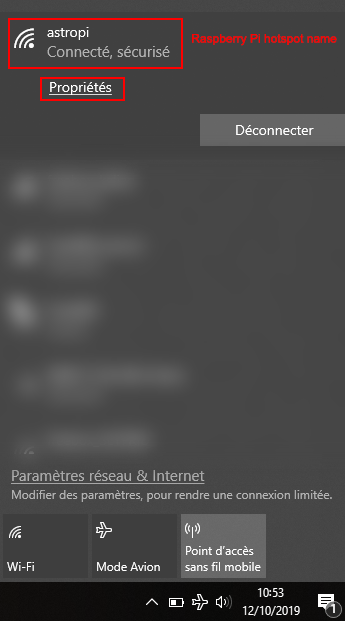 astropi
Raspberry Pi hotspot name
Connecté, sécurisé
Propriétés
Déconnecter
Paramètres réseau & Internet
Modifier des paramètres, pour rendre une connexion limitée.
Wi-Fi
Mode Avion
Point d'accès
sans fil mobile
10:53
12/10/2019
1